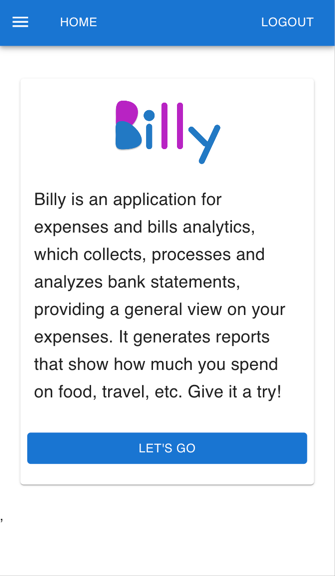 HOME LOGOUT
Billy
Billy is an application for
expenses and bills analytics,
which collects, processes and
analyzes bank statements,
providing a general view on your
expenses. It generates reports
that show how much you spend
on food, travel, etc. Give it a try!
LET'S GO
,